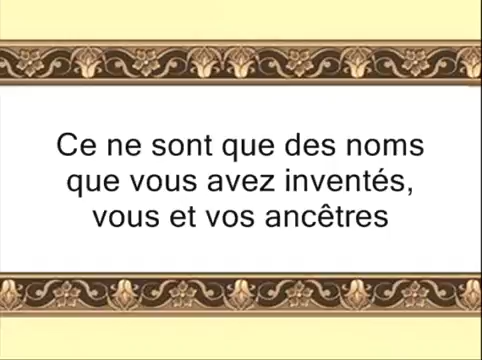 Ce ne sont que des noms
que vous avez inventés,
vous et vos ancêtres